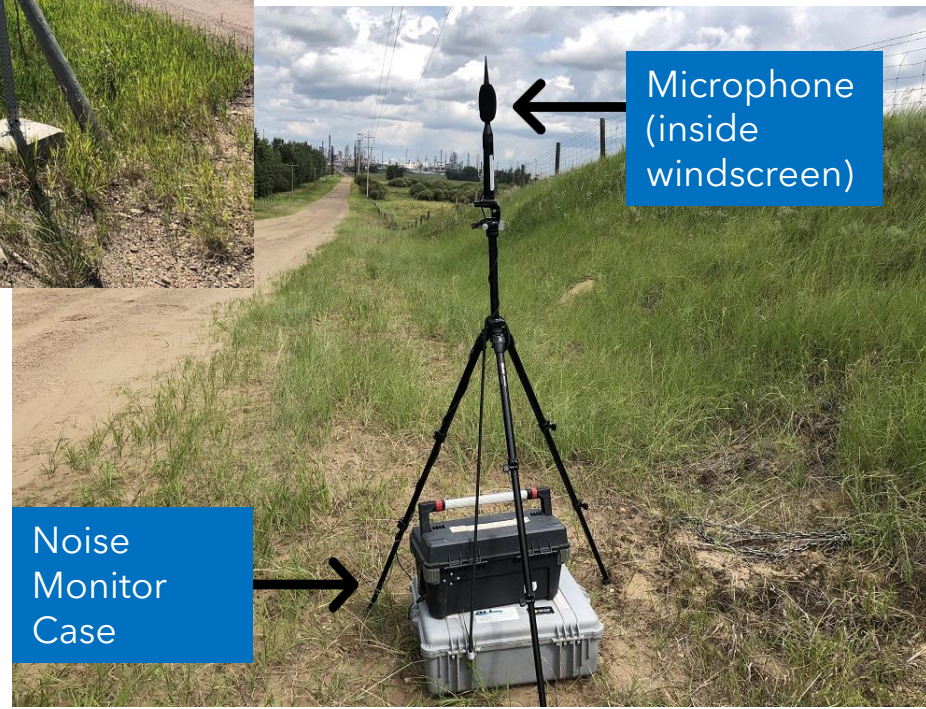 Microphone
(inside
windscreen)
Noise
Monitor
Case